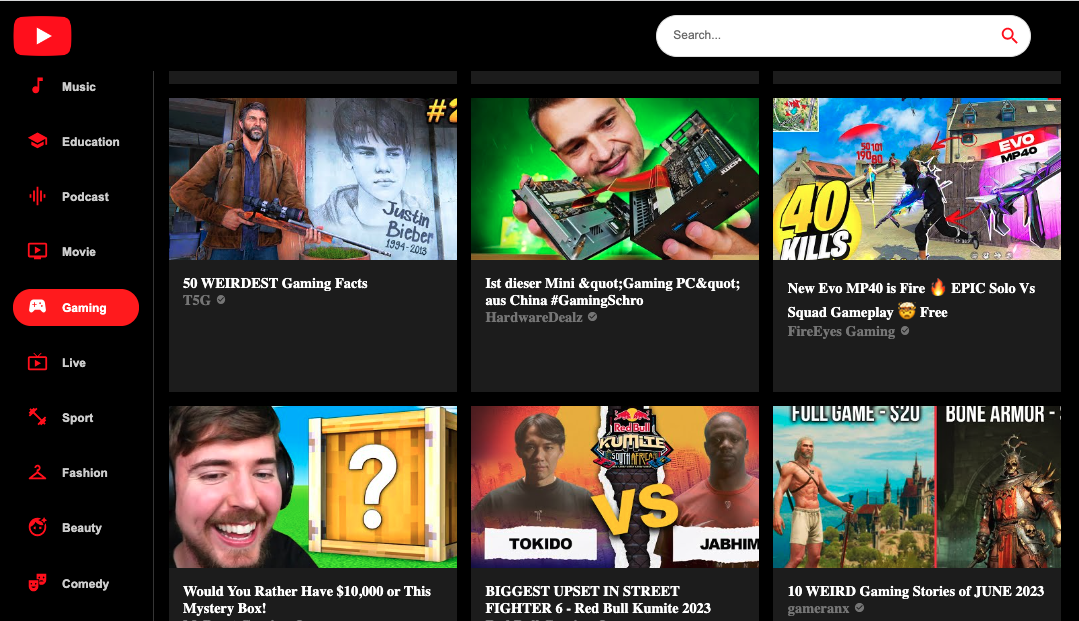 Search...
Music
Education
Podcast
Movie
Gaming
Live
Sport
Fashion
Beauty
Comedy
Justin
Bieber
1994-2013
50 101
190 80
EVO
MP40
40
KILLS
50 WEIRDEST Gaming Facts
T5G
Ist dieser Mini &quot;Gaming PC&quot;
aus China #GamingSchro
HardwareDealz
New Evo MP40 is Fire 🔥 EPIC Solo Vs
Squad Gameplay 🤯 Free
FireEyes Gaming
?
Red Bull
KUMITE
SOUTH AFRICA
VS
TOKIDO
JABHIM
FULL GAME - $20
BONE ARMOR -
Would You Rather Have $10,000 or This
Mystery Box!
BIGGEST UPSET IN STREET
FIGHTER 6 - Red Bull Kumite 2023
10 WEIRD Gaming Stories of JUNE 2023
gameranx